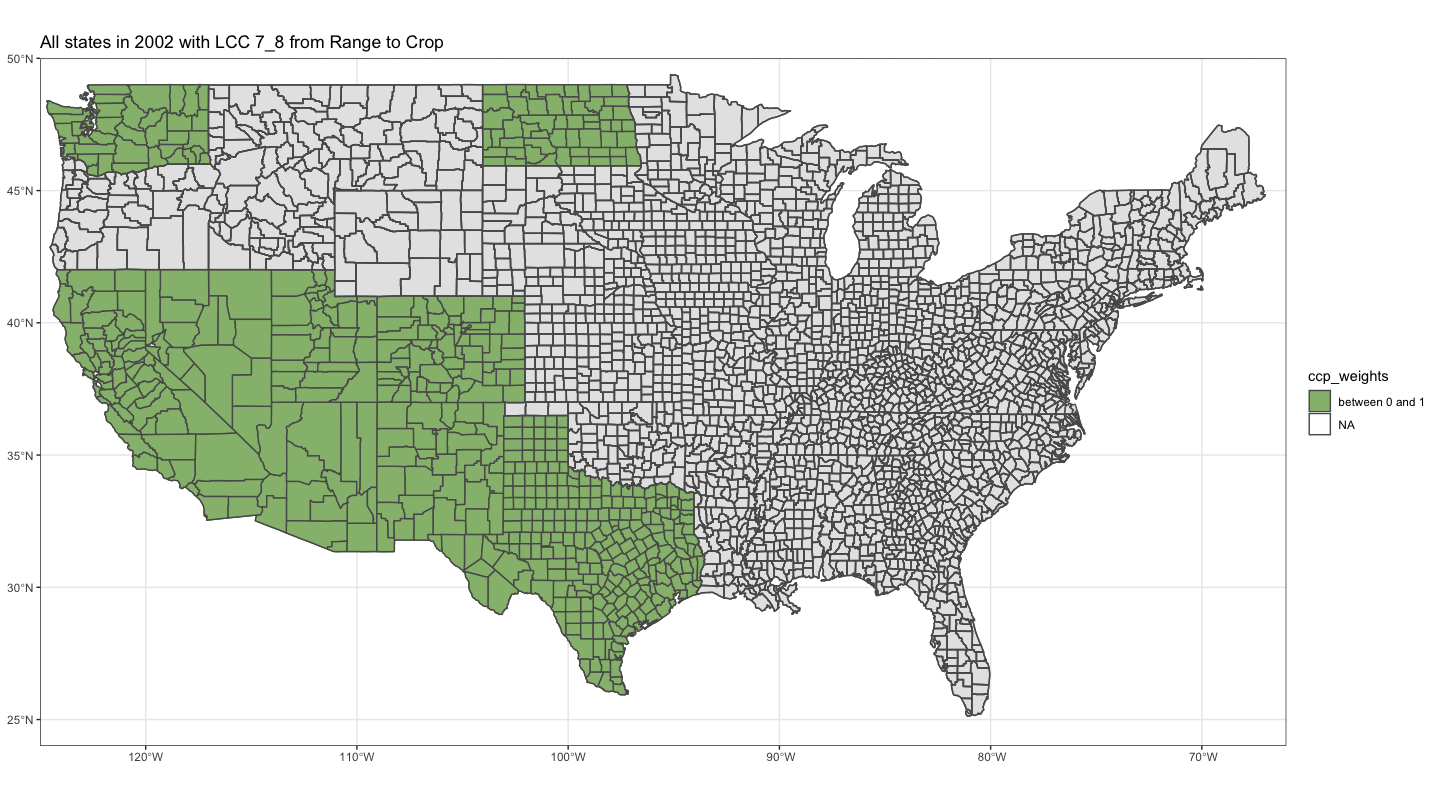 All states in 2002 with LCC 7_8 from Range to Crop
50°N
45°N
40°N
35°N
30°N
25°N
120°W
110°W
100°W
90°W
80°W
70°W
ccp_weights
between 0 and 1
NA